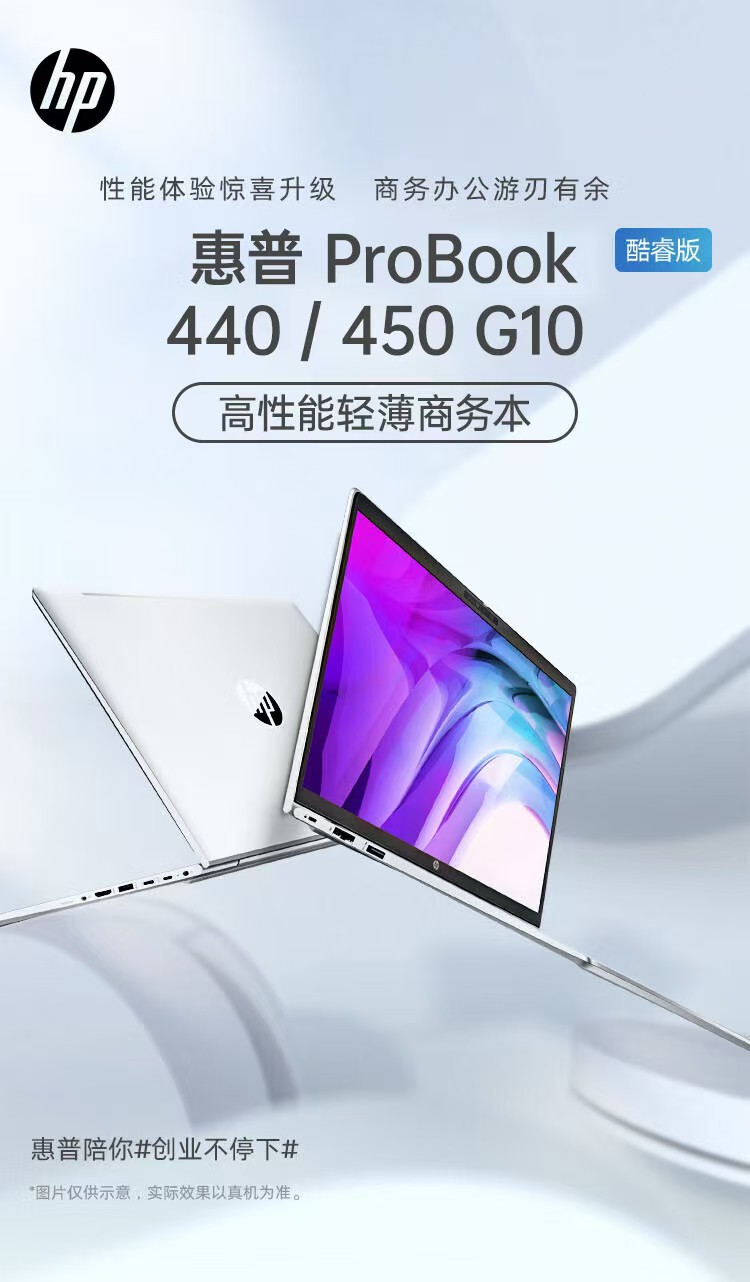 hp
性能体验惊喜升级 商务办公游刃有余
惠普 ProBook 酷睿版
440 / 450 G10
高性能轻薄商务本
惠普陪你#创业不停下#
*图片仅供示意，实际效果以真机为准。